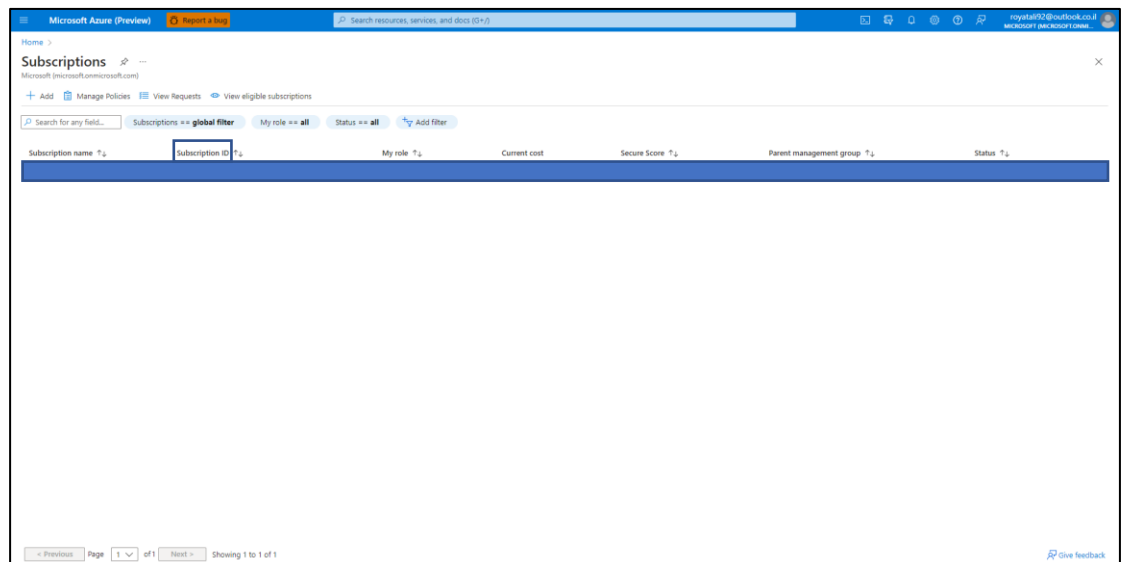 Microsoft Azure (Preview) Report a bug Search resources, services, and docs (G+/) royatali92@outlook.co.il
MICROSOFT (MICROSOFT.ONMI...
Home >
Subscriptions ...
Microsoft (microsoft.onmicrosoft.com)
+ Add Manage Policies View Requests View eligible subscriptions
Search for any field... Subscriptions == global filter My role == all Status == all Add filter
Subscription name ↑↓ Subscription ID ↑↓ My role ↑↓ Current cost Secure Score ↑↓ Parent management group ↑↓ Status ↑↓
< Previous Page 1 of 1 Next > Showing 1 to 1 of 1 Give feedback